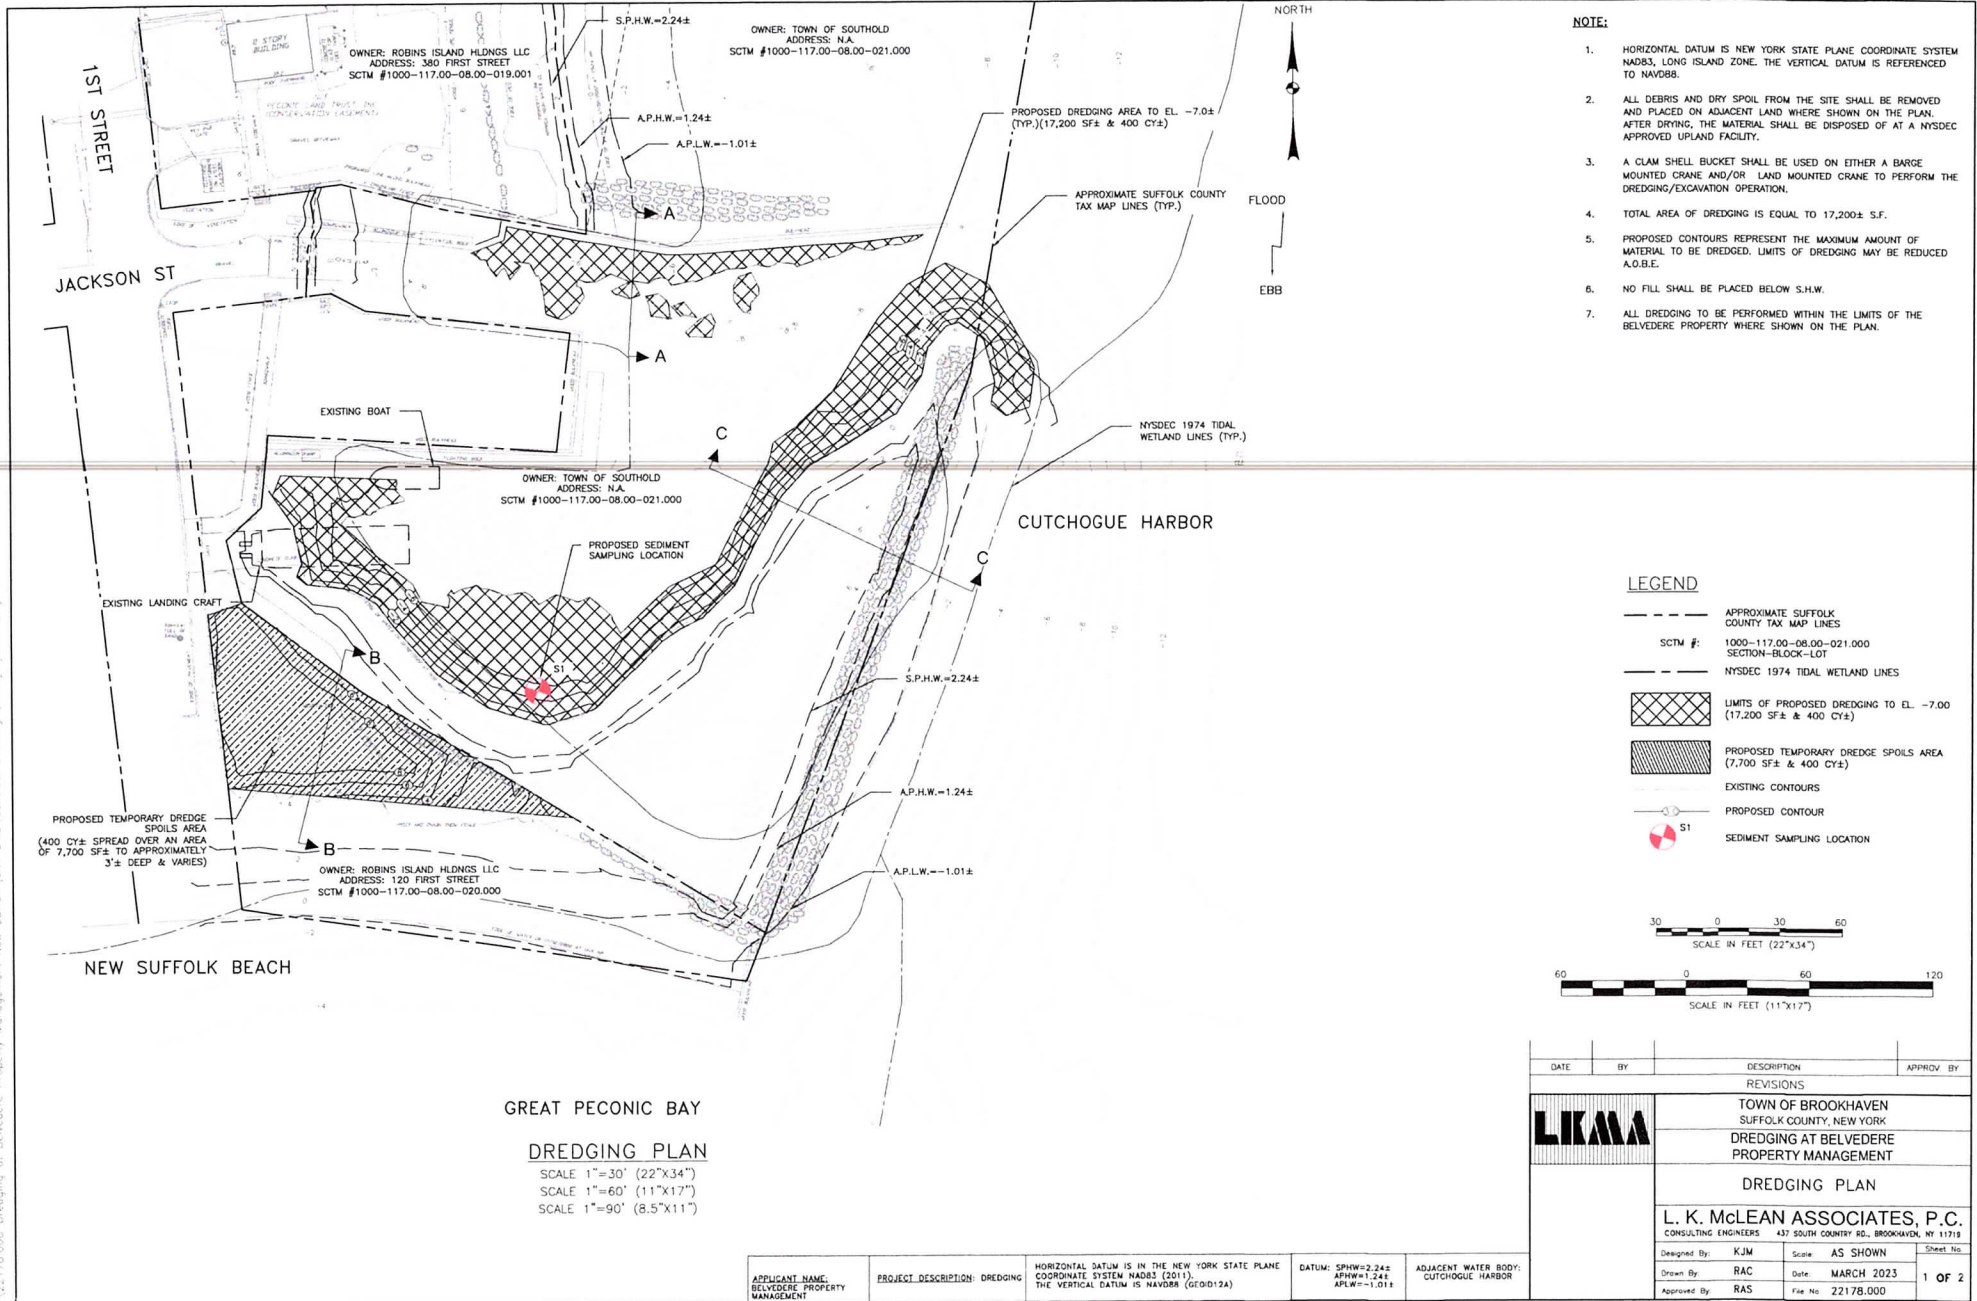 S.P.H.W.=2.24±
OWNER: TOWN OF SOUTHOLD
ADDRESS: N.A.
SCTM #1000-117.00-08.00-021.000
OWNER: ROBINS ISLAND HLDNGS LLC
ADDRESS: 380 FIRST STREET
SCTM #1000-117.00-08.00-019.001
1ST STREET
A.P.H.W.=1.24±
A.P.L.W.=-1.01±
PROPOSED DREDGING AREA TO EL. -7.0±
(TYP.)(17,200 SF± & 400 CY±)
APPROXIMATE SUFFOLK COUNTY
TAX MAP LINES (TYP.)
NORTH
FLOOD
EBB
A
A
JACKSON ST
EXISTING BOAT
C
NYSDEC 1974 TIDAL
WETLAND LINES (TYP.)
OWNER: TOWN OF SOUTHOLD
ADDRESS: N.A.
SCTM #1000-117.00-08.00-021.000
CUTCHOGUE HARBOR
PROPOSED SEDIMENT
SAMPLING LOCATION
C
EXISTING LANDING CRAFT
B
S1
S.P.H.W.=2.24±
A.P.H.W.=1.24±
PROPOSED TEMPORARY DREDGE
SPOILS AREA
(400 CY± SPREAD OVER AN AREA
OF 7,700 SF± TO APPROXIMATELY
3'± DEEP & VARIES)
B
OWNER: ROBINS ISLAND HLDNGS LLC
ADDRESS: 120 FIRST STREET
SCTM #1000-117.00-08.00-020.000
A.P.L.W.=-1.01±
NEW SUFFOLK BEACH
GREAT PECONIC BAY
DREDGING PLAN
SCALE 1"=30' (22"X34")
SCALE 1"=60' (11"X17")
SCALE 1"=90' (8.5"X11")
NOTE:
1. HORIZONTAL DATUM IS NEW YORK STATE PLANE COORDINATE SYSTEM
NAD83, LONG ISLAND ZONE. THE VERTICAL DATUM IS REFERENCED
TO NAVD88.
2. ALL DEBRIS AND DRY SPOIL FROM THE SITE SHALL BE REMOVED
AND PLACED ON ADJACENT LAND WHERE SHOWN ON THE PLAN.
AFTER DRYING, THE MATERIAL SHALL BE DISPOSED OF AT A NYSDEC
APPROVED UPLAND FACILITY.
3. A CLAM SHELL BUCKET SHALL BE USED ON EITHER A BARGE
MOUNTED CRANE AND/OR LAND MOUNTED CRANE TO PERFORM THE
DREDGING/EXCAVATION OPERATION.
4. TOTAL AREA OF DREDGING IS EQUAL TO 17,200± S.F.
5. PROPOSED CONTOURS REPRESENT THE MAXIMUM AMOUNT OF
MATERIAL TO BE DREDGED. LIMITS OF DREDGING MAY BE REDUCED
A.O.B.E.
6. NO FILL SHALL BE PLACED BELOW S.H.W.
7. ALL DREDGING TO BE PERFORMED WITHIN THE LIMITS OF THE
BELVEDERE PROPERTY WHERE SHOWN ON THE PLAN.
LEGEND
APPROXIMATE SUFFOLK
COUNTY TAX MAP LINES
SCTM #: 1000-117.00-08.00-021.000
SECTION-BLOCK-LOT
NYSDEC 1974 TIDAL WETLAND LINES
LIMITS OF PROPOSED DREDGING TO EL. -7.00
(17,200 SF± & 400 CY±)
PROPOSED TEMPORARY DREDGE SPOILS AREA
(7,700 SF± & 400 CY±)
EXISTING CONTOURS
PROPOSED CONTOUR
S1 SEDIMENT SAMPLING LOCATION
30 0 30 60
SCALE IN FEET (22"X34")
60 0 60 120
SCALE IN FEET (11"X17")
DATE BY DESCRIPTION APPROV. BY
REVISIONS
LKMA
TOWN OF BROOKHAVEN
SUFFOLK COUNTY, NEW YORK
DREDGING AT BELVEDERE
PROPERTY MANAGEMENT
DREDGING PLAN
L. K. McLEAN ASSOCIATES, P.C.
CONSULTING ENGINEERS 437 SOUTH COUNTRY RD., BROOKHAVEN, NY 11719
Designed By: KJM Scale: AS SHOWN Sheet No.
Drawn By: RAC Date: MARCH 2023 1 OF 2
Approved By: RAS File No. 22178.000
APPLICANT NAME:
BELVEDERE PROPERTY
MANAGEMENT
PROJECT DESCRIPTION: DREDGING
HORIZONTAL DATUM IS IN THE NEW YORK STATE PLANE
COORDINATE SYSTEM NAD83 (2011).
THE VERTICAL DATUM IS NAVD88 (GEOID12A)
DATUM: SPHW=2.24±
APHW=1.24±
APLW=-1.01±
ADJACENT WATER BODY:
CUTCHOGUE HARBOR